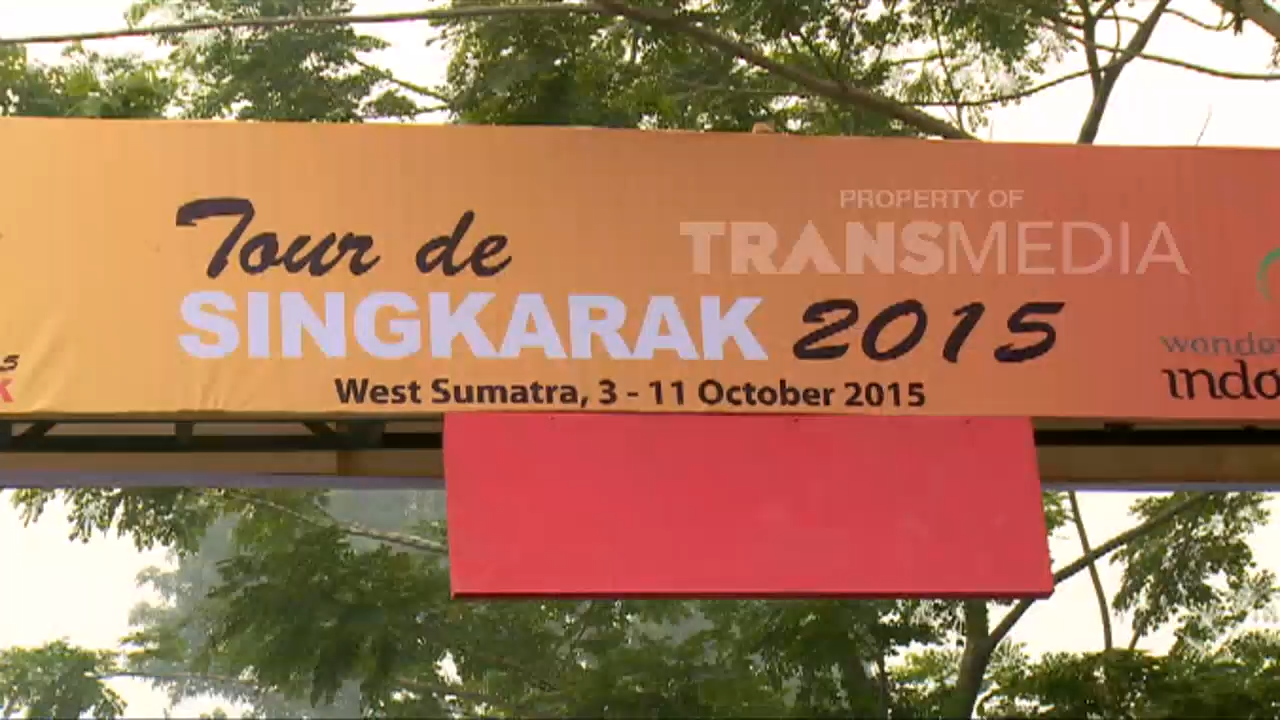 PROPERTY OF
TRANSMEDIA
Tour de
SINGKARAK 2015
West Sumatra, 3 - 11 October 2015